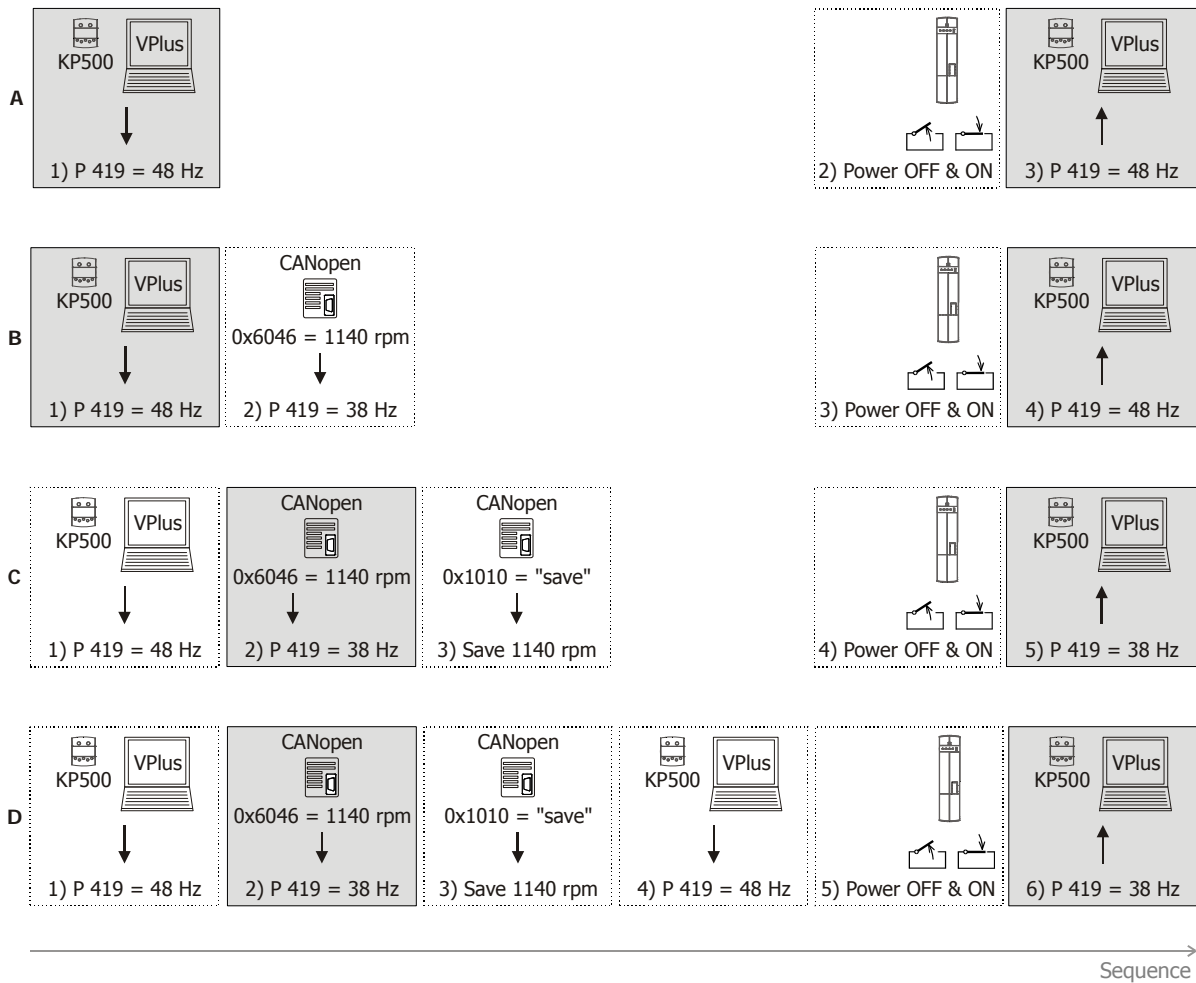 A
KP500
VPlus
1) P 419 = 48 Hz
2) Power OFF & ON
KP500
VPlus
3) P 419 = 48 Hz
B
KP500
VPlus
1) P 419 = 48 Hz
CANopen
0x6046 = 1140 rpm
2) P 419 = 38 Hz
3) Power OFF & ON
KP500
VPlus
4) P 419 = 48 Hz
C
KP500
VPlus
1) P 419 = 48 Hz
CANopen
0x6046 = 1140 rpm
2) P 419 = 38 Hz
CANopen
0x1010 = "save"
3) Save 1140 rpm
4) Power OFF & ON
KP500
VPlus
5) P 419 = 38 Hz
D
KP500
VPlus
1) P 419 = 48 Hz
CANopen
0x6046 = 1140 rpm
2) P 419 = 38 Hz
CANopen
0x1010 = "save"
3) Save 1140 rpm
KP500
VPlus
4) P 419 = 48 Hz
5) Power OFF & ON
KP500
VPlus
6) P 419 = 38 Hz
Sequence